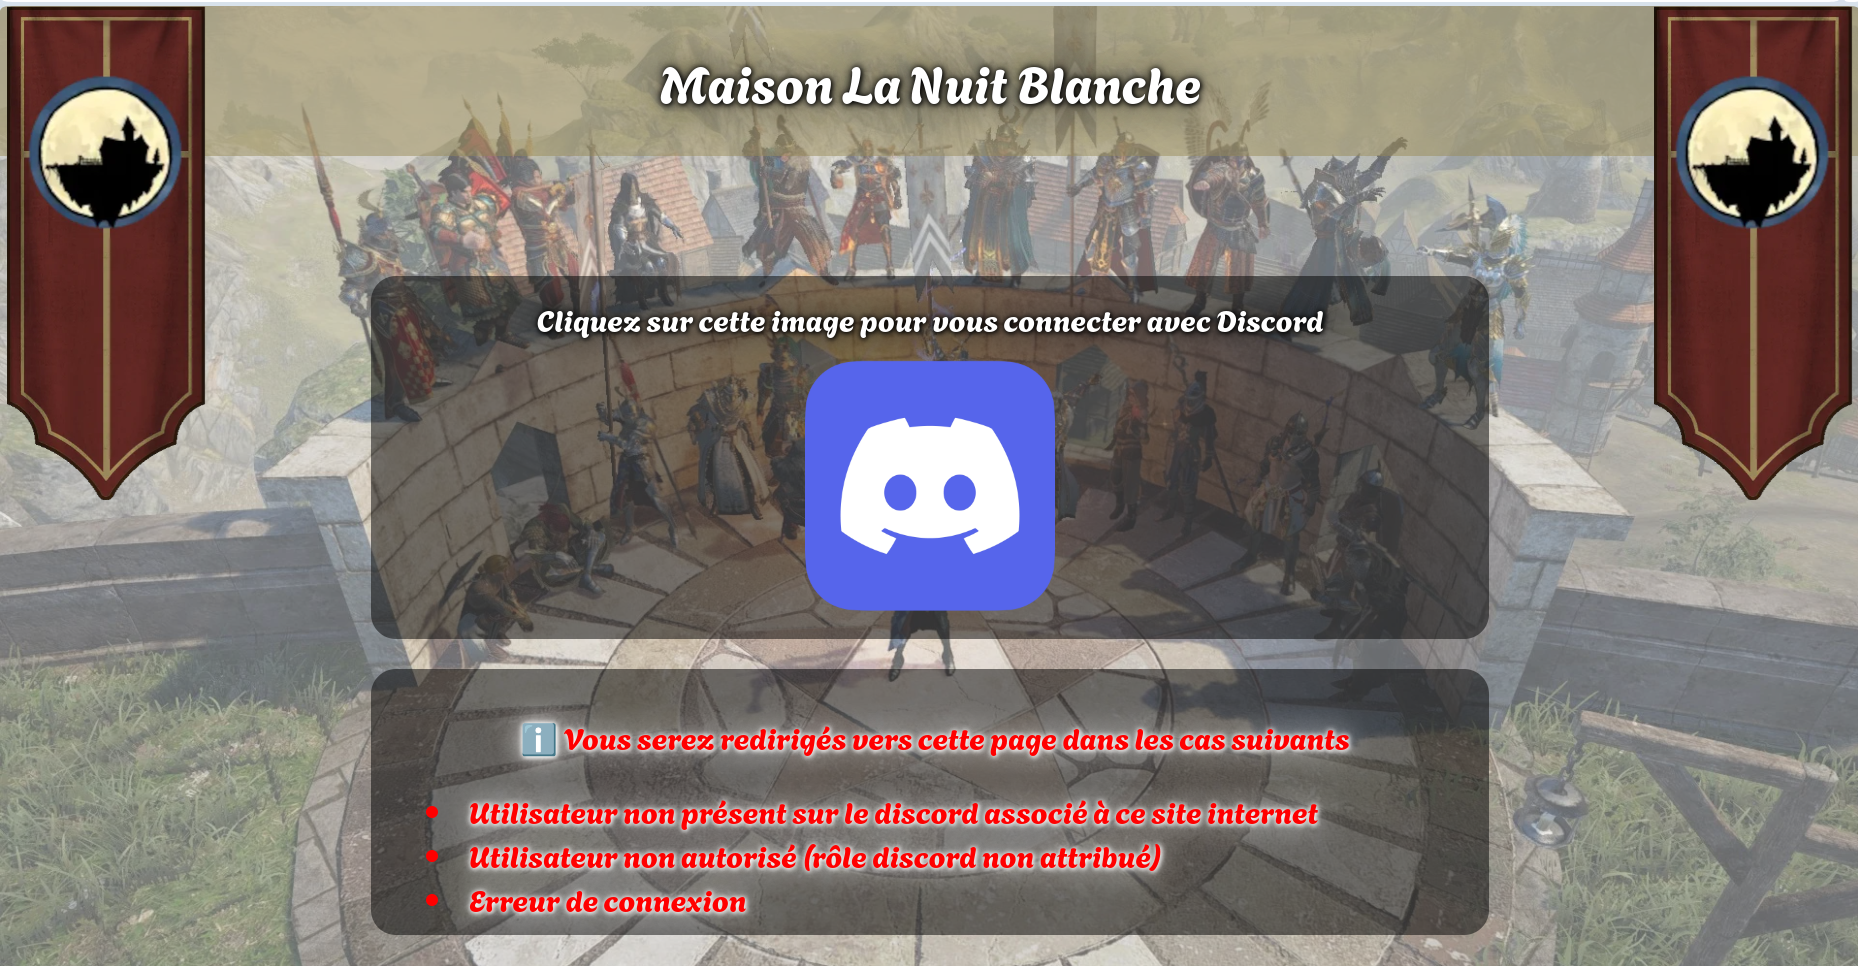 Maison La Nuit Blanche
Cliquez sur cette image pour vous connecter avec Discord
ℹ️ Vous serez redirigés vers cette page dans les cas suivants
• Utilisateur non présent sur le discord associé à ce site internet
• Utilisateur non autorisé (rôle discord non attribué)
• Erreur de connexion